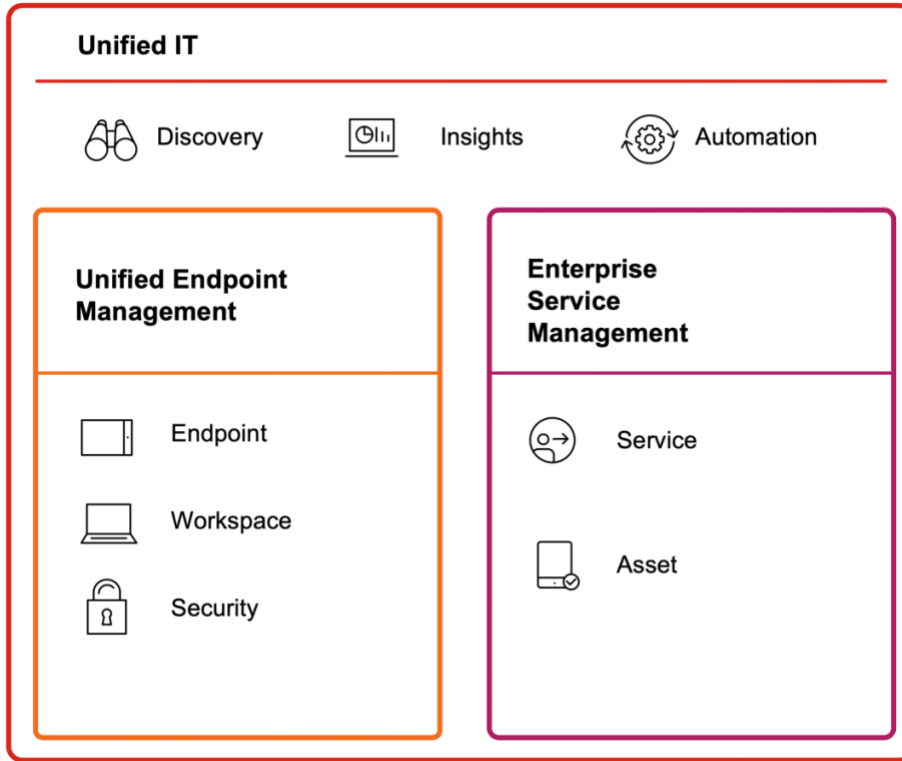 Unified IT
Discovery
Insights
Automation
Unified Endpoint
Management
Endpoint
Workspace
Security
Enterprise
Service
Management
Service
Asset